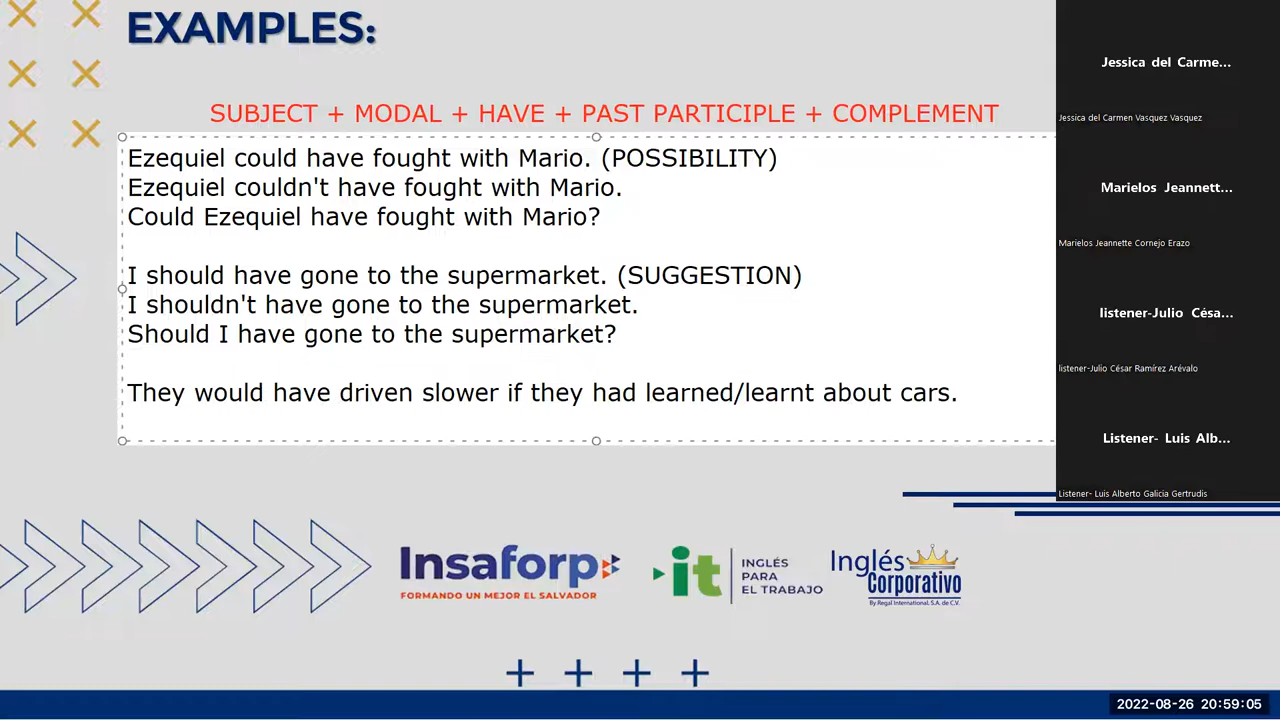 EXAMPLES:
SUBJECT + MODAL + HAVE + PAST PARTICIPLE + COMPLEMENT
Ezequiel could have fought with Mario. (POSSIBILITY)
Ezequiel couldn't have fought with Mario.
Could Ezequiel have fought with Mario?
I should have gone to the supermarket. (SUGGESTION)
I shouldn't have gone to the supermarket.
Should I have gone to the supermarket?
They would have driven slower if they had learned/learnt about cars.
Jessica del Carme...
Jessica del Carmen Vasquez Vasquez
Marielos Jeannett...
Marielos Jeannette Cornejo Erazo
listener-Julio Césa...
listener-Julio César Ramírez Arévalo
Listener- Luis Alb...
Listener- Luis Alberto Galicia Gertrudis
Insaforp
FORMANDO UN MEJOR EL SALVADOR
it
INGLÉS
PARA
EL TRABAJO
Inglés
Corporativo
By Regal International, S.A. de C.V.
2022-08-26 20:59:05